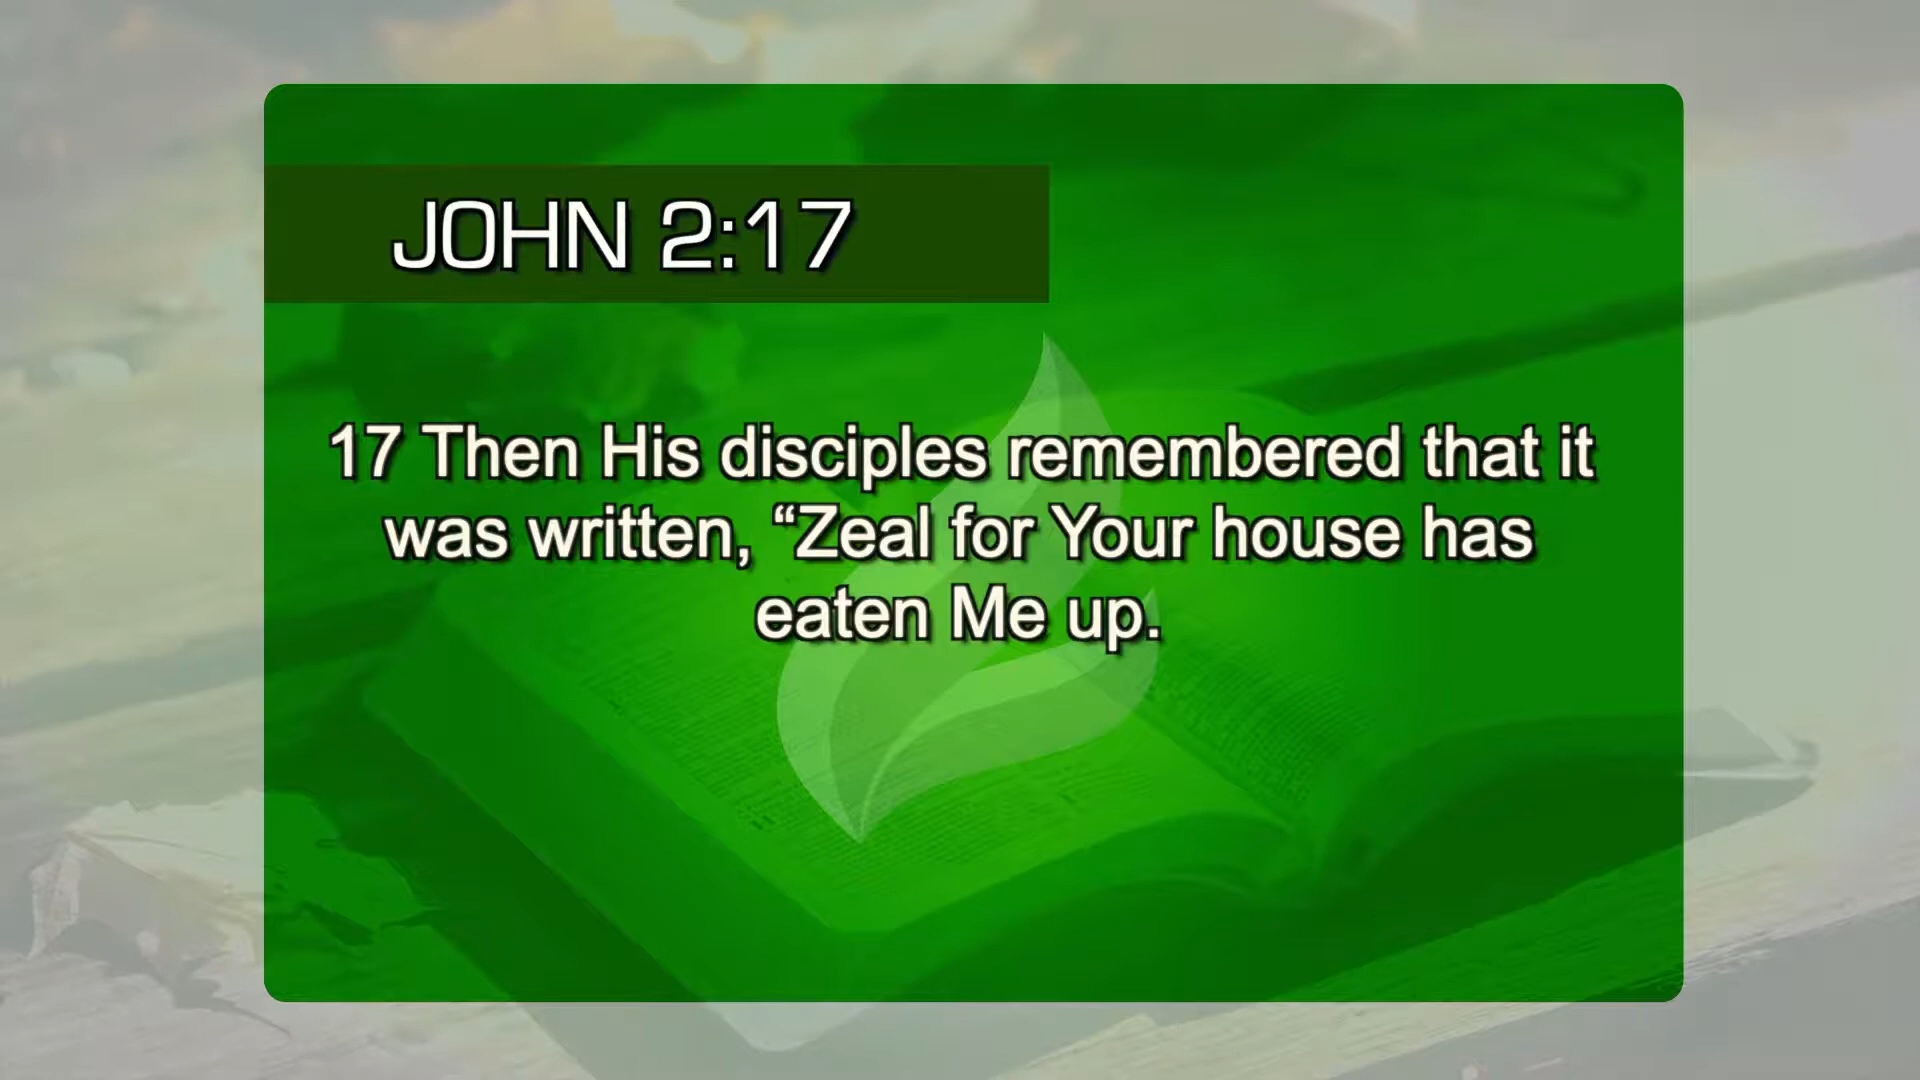 JOHN 2:17
17 Then His disciples remembered that it
was written, “Zeal for Your house has
eaten Me up.